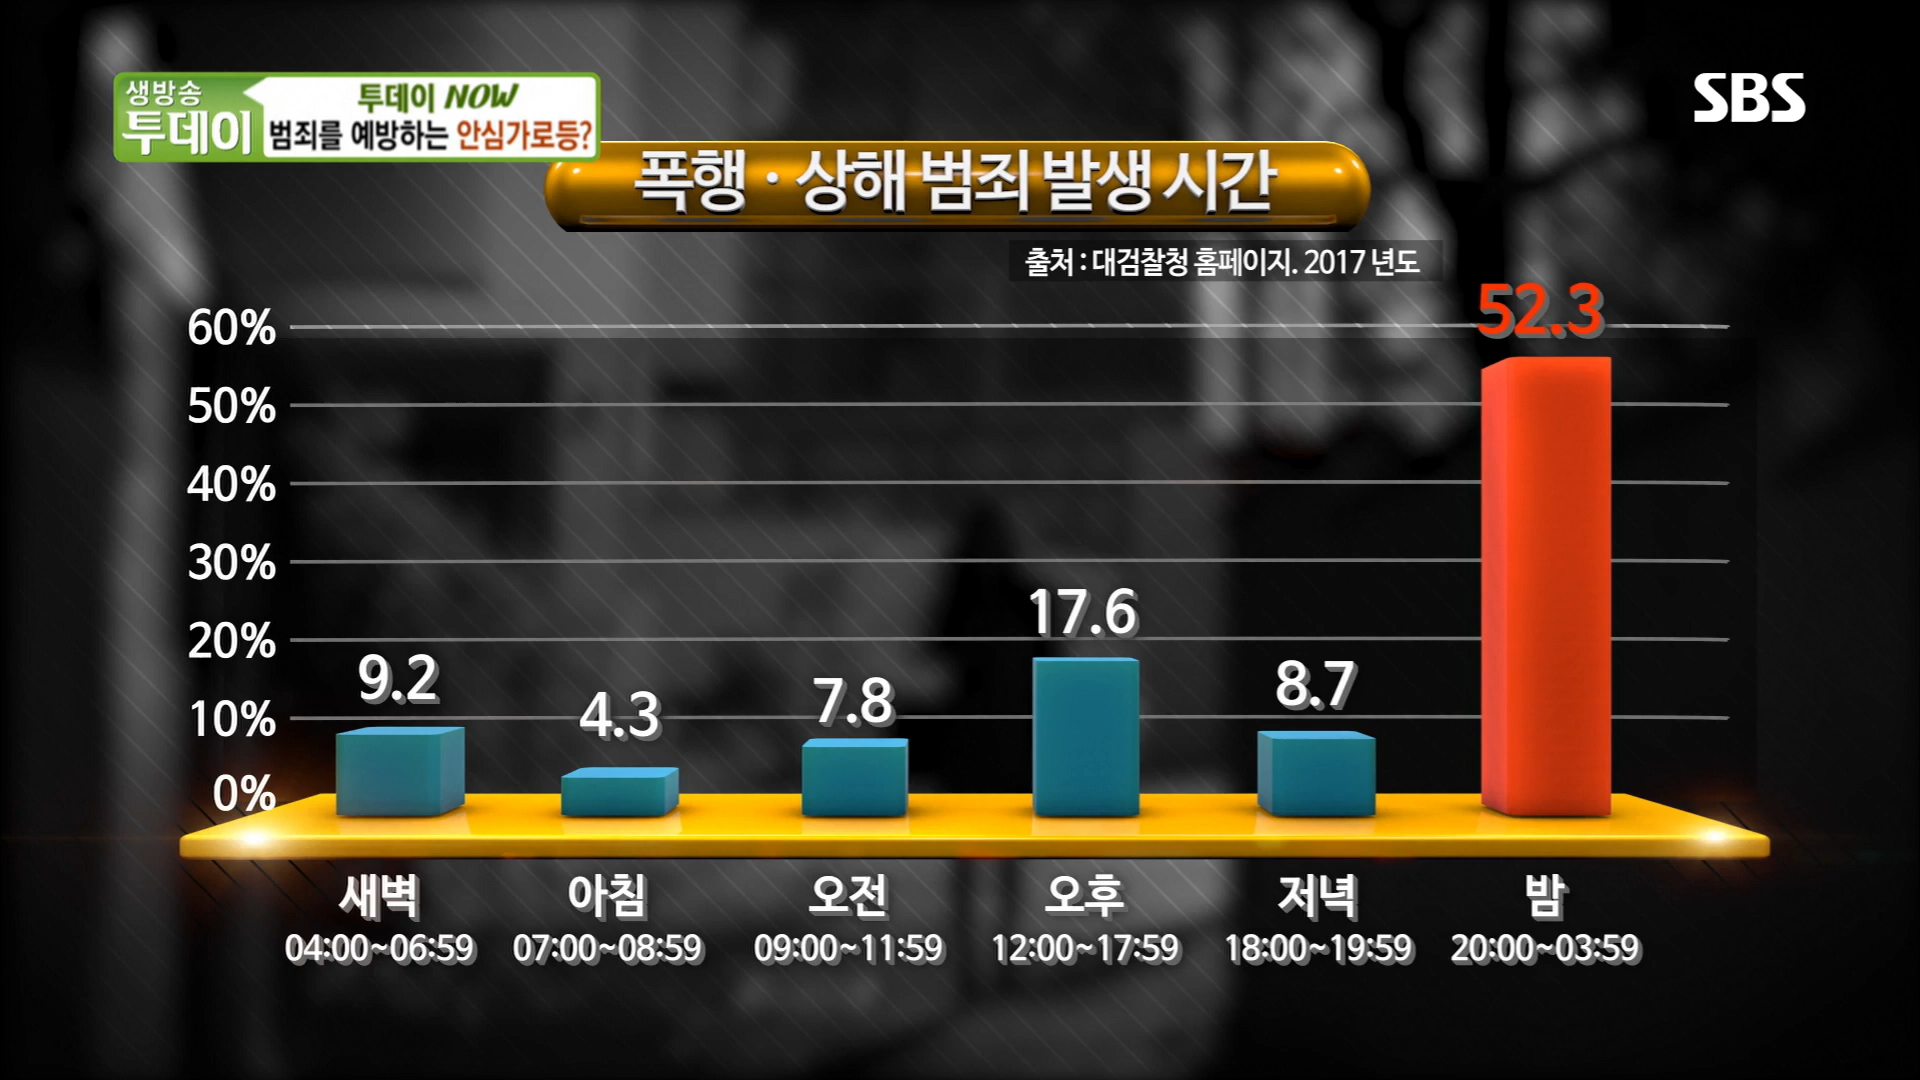 생방송
투데이
투데이 NOW
범죄를 예방하는 안심가로등?
SBS
폭행 · 상해 범죄 발생 시간
출처 : 대검찰청 홈페이지. 2017 년도
60%
50%
40%
30%
20%
10%
0%
9.2
4.3
7.8
17.6
8.7
52.3
새벽 아침 오전 오후 저녁 밤
04:00~06:59 07:00~08:59 09:00~11:59 12:00~17:59 18:00~19:59 20:00~03:59